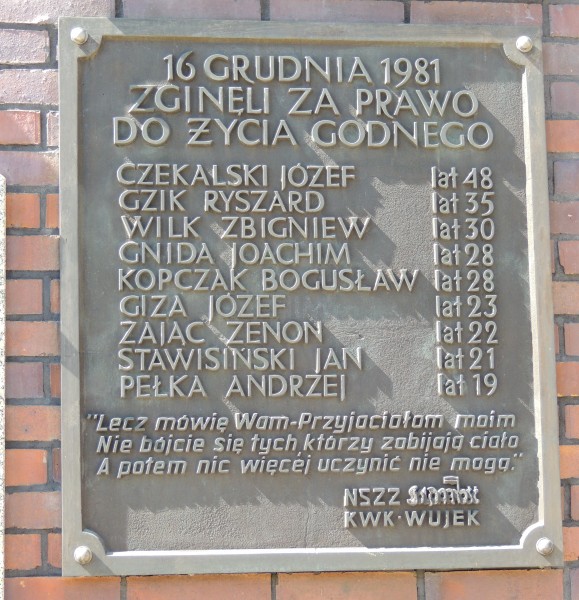 16 GRUDNIA 1981
ZGINĘLI ZA PRAWO
DO ŻYCIA GODNEGO
CZEKALSKI JÓZEF lat 48
GZIK RYSZARD lat 35
WILK ZBIGNIEW lat 30
GNIDA JOACHIM lat 28
KOPCZAK BOGUSŁAW lat 28
GIZA JÓZEF lat 23
ZAJĄC ZENON lat 22
STAWISIŃSKI JAN lat 21
PEŁKA ANDRZEJ lat 19
"Lecz mówię Wam-Przyjaciołom moim
Nie bójcie się tych którzy zabijają ciało
A potem nic więcej uczynić nie mogą."
NSZZ Solidarność
KWK·WUJEK